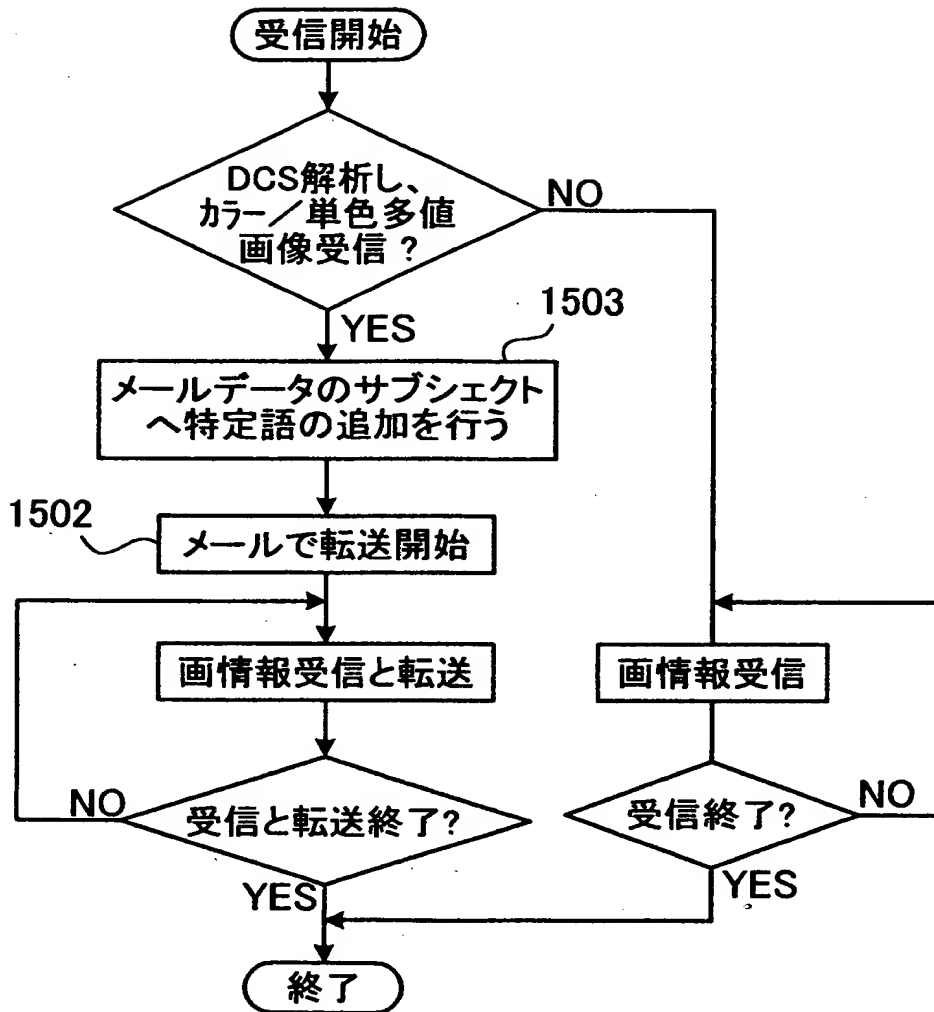 受信開始
DCS解析し、
カラー／単色多値
画像受信？
NO
YES
1503
メールデータのサブシェクト
へ特定語の追加を行う
1502
メールで転送開始
画情報受信と転送
画情報受信
受信と転送終了?
NO
YES
受信終了?
NO
YES
終了